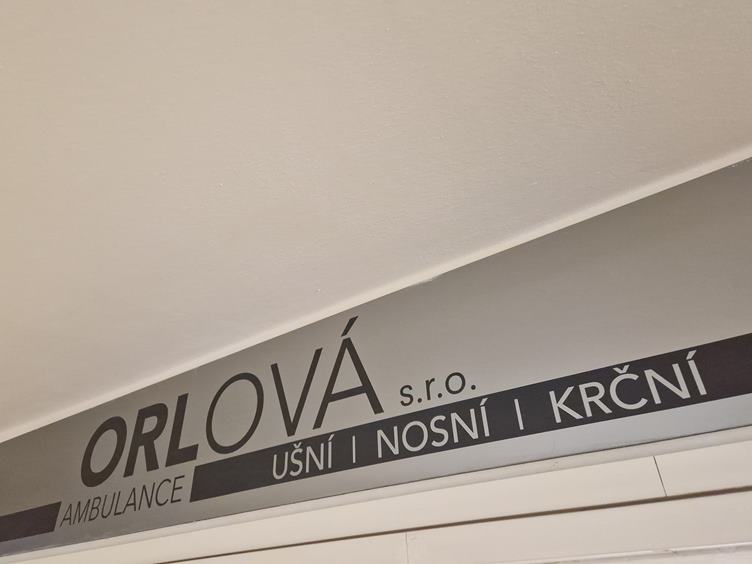 ORLOVÁ s.r.o.
AMBULANCE UŠNÍ | NOSNÍ | KRČNÍ